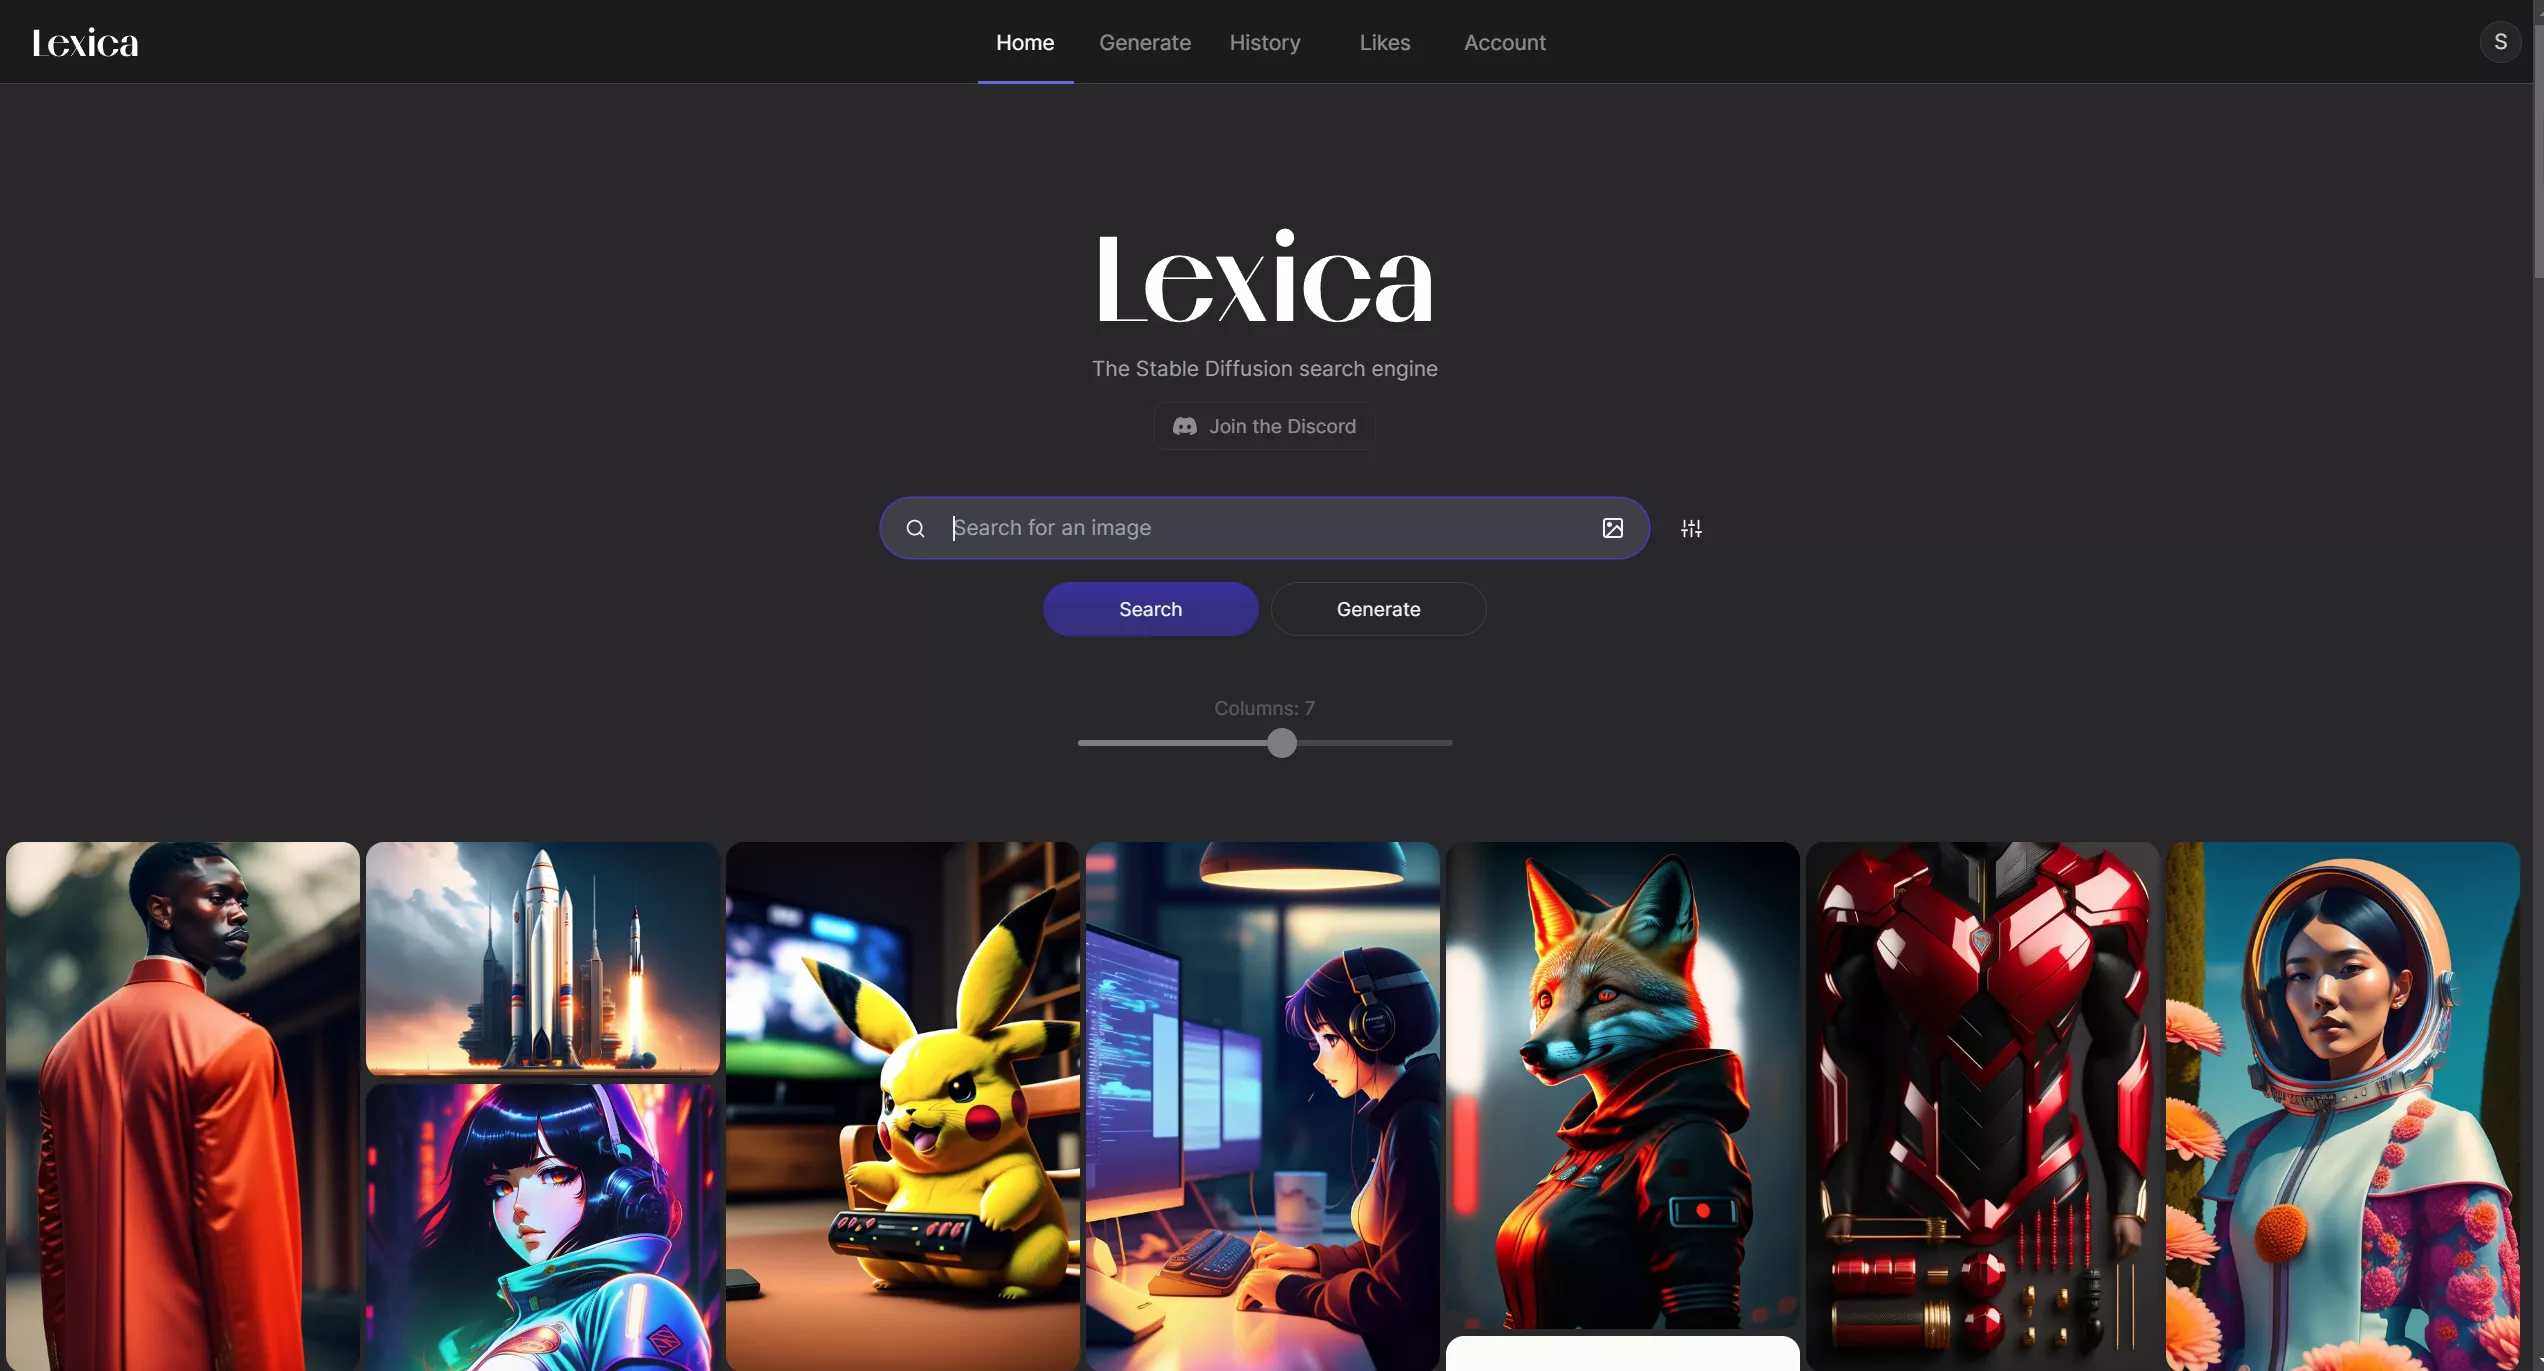 Lexica
Home Generate History Likes Account
S
Lexica
The Stable Diffusion search engine
Join the Discord
Search for an image
Search Generate
Columns: 7